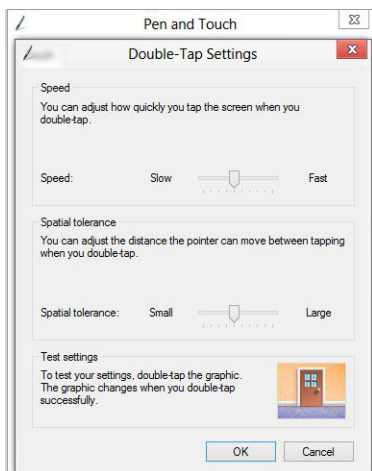 Pen and Touch
Double-Tap Settings
Speed
You can adjust how quickly you tap the screen when you
double-tap.
Speed: Slow Fast
Spatial tolerance
You can adjust the distance the pointer can move between tapping
when you double-tap.
Spatial tolerance: Small Large
Test settings
To test your settings, double-tap the graphic.
The graphic changes when you double-tap
successfully.
OK Cancel